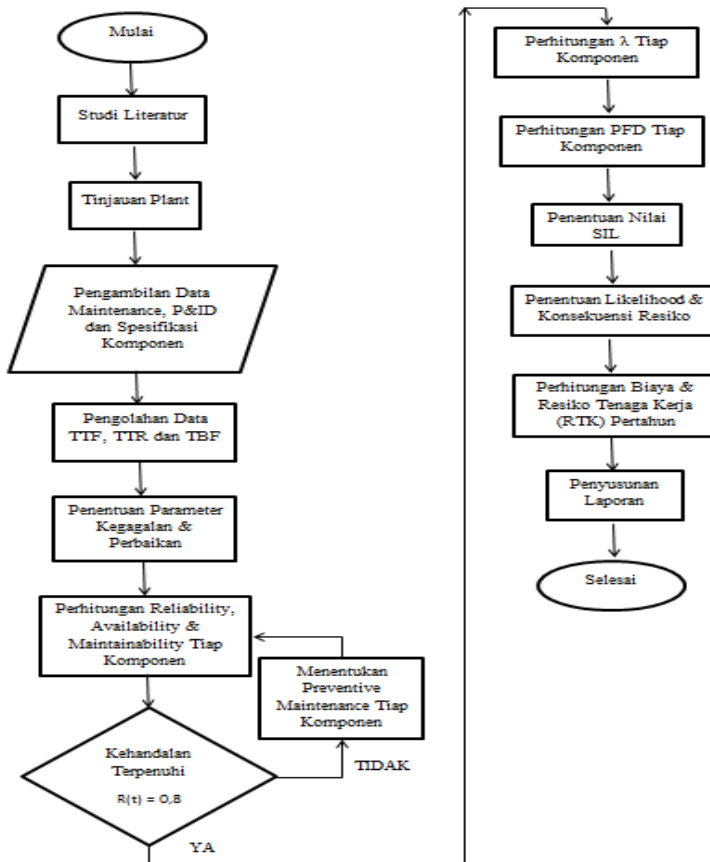 Mulai
Studi Literatur
Tinjauan Plant
Pengambilan Data
Maintenance, P&ID
dan Spesifikasi
Komponen
Pengolahan Data
TTF, TTR dan TBF
Penentuan Parameter
Kegagalan &
Perbaikan
Perhitungan Reliability,
Availability &
Maintainability Tiap
Komponen
Menentukan
Preventive
Maintenance Tiap
Komponen
Kehandalan
Terpenuhi
R(t) = 0,8
TIDAK
YA
Perhitungan λ Tiap
Komponen
Perhitungan PFD Tiap
Komponen
Penentuan Nilai
SIL
Penentuan Likelihood &
Konsekuensi Resiko
Perhitungan Biaya &
Resiko Tenaga Kerja
(RTK) Pertahun
Penyusunan
Laporan
Selesai